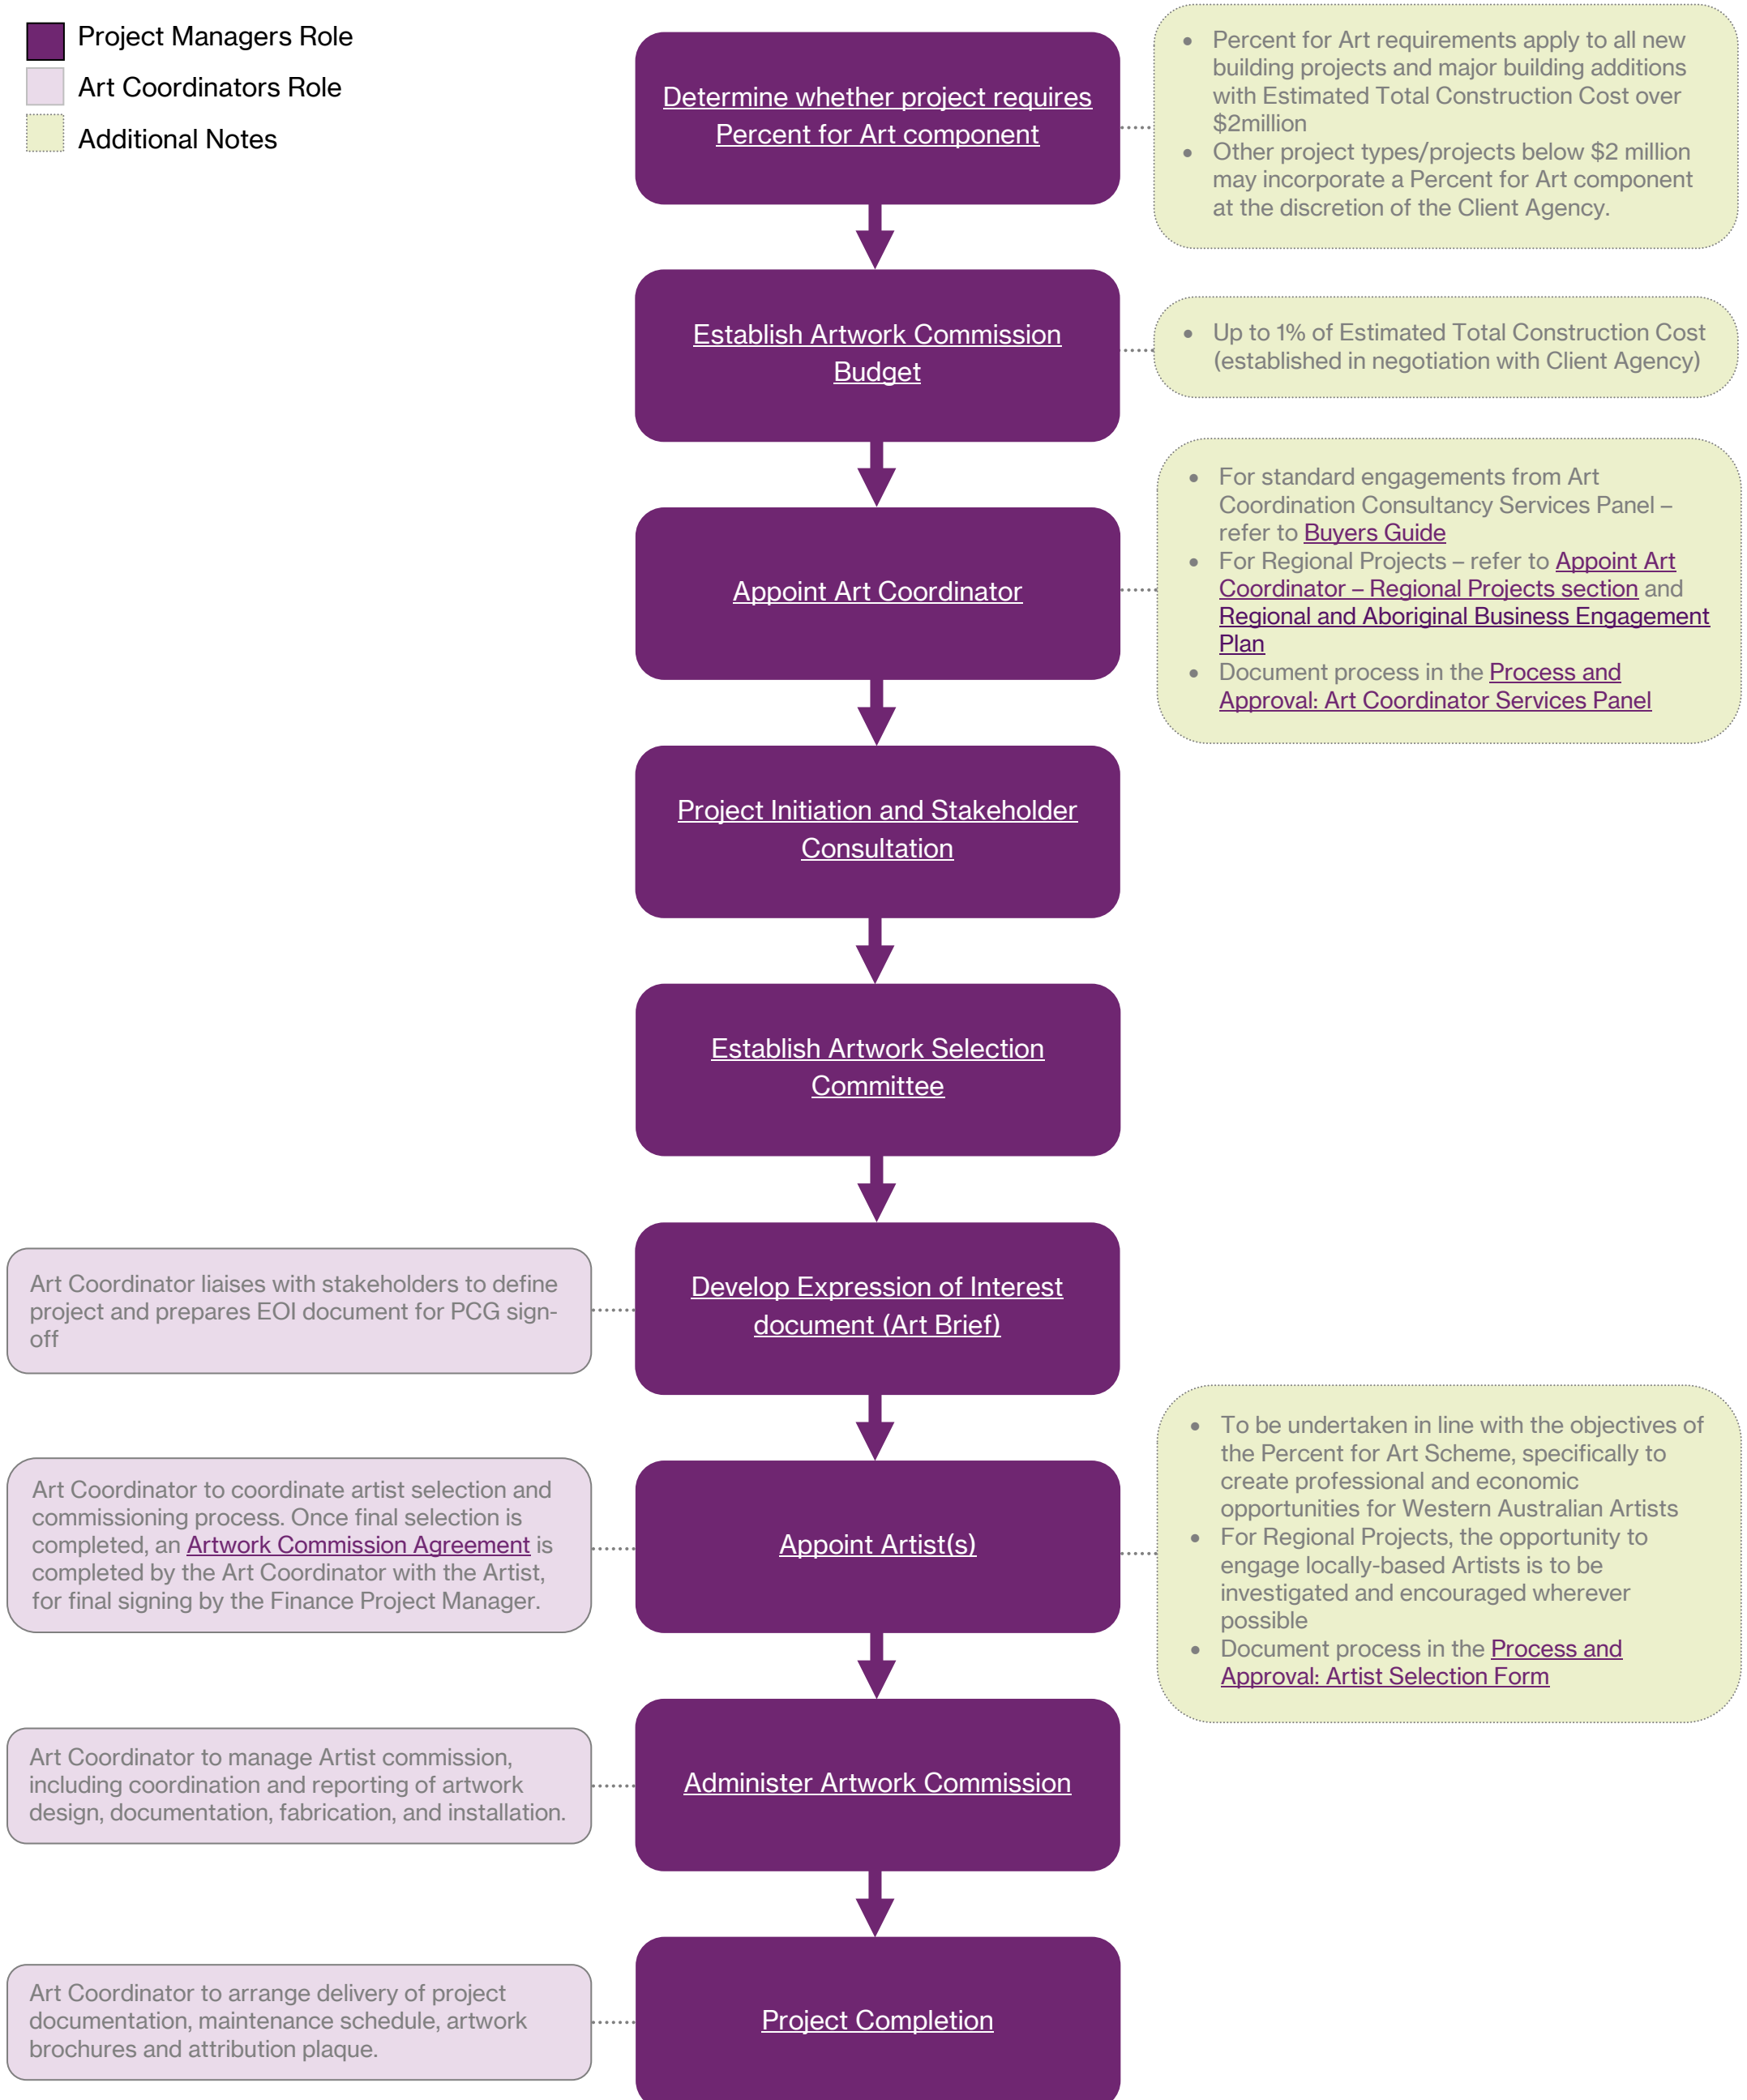 Project Managers Role
Art Coordinators Role
Additional Notes
Determine whether project requires
Percent for Art component
• Percent for Art requirements apply to all new
building projects and major building additions
with Estimated Total Construction Cost over
$2million
• Other project types/projects below $2 million
may incorporate a Percent for Art component
at the discretion of the Client Agency.
Establish Artwork Commission
Budget
• Up to 1% of Estimated Total Construction Cost
(established in negotiation with Client Agency)
Appoint Art Coordinator
• For standard engagements from Art
Coordination Consultancy Services Panel –
refer to Buyers Guide
• For Regional Projects – refer to Appoint Art
Coordinator – Regional Projects section and
Regional and Aboriginal Business Engagement
Plan
• Document process in the Process and
Approval: Art Coordinator Services Panel
Project Initiation and Stakeholder
Consultation
Establish Artwork Selection
Committee
Art Coordinator liaises with stakeholders to define
project and prepares EOI document for PCG sign-
off
Develop Expression of Interest
document (Art Brief)
Art Coordinator to coordinate artist selection and
commissioning process. Once final selection is
completed, an Artwork Commission Agreement is
completed by the Art Coordinator with the Artist,
for final signing by the Finance Project Manager.
Appoint Artist(s)
• To be undertaken in line with the objectives of
the Percent for Art Scheme, specifically to
create professional and economic
opportunities for Western Australian Artists
• For Regional Projects, the opportunity to
engage locally-based Artists is to be
investigated and encouraged wherever
possible
• Document process in the Process and
Approval: Artist Selection Form
Art Coordinator to manage Artist commission,
including coordination and reporting of artwork
design, documentation, fabrication, and installation.
Administer Artwork Commission
Art Coordinator to arrange delivery of project
documentation, maintenance schedule, artwork
brochures and attribution plaque.
Project Completion